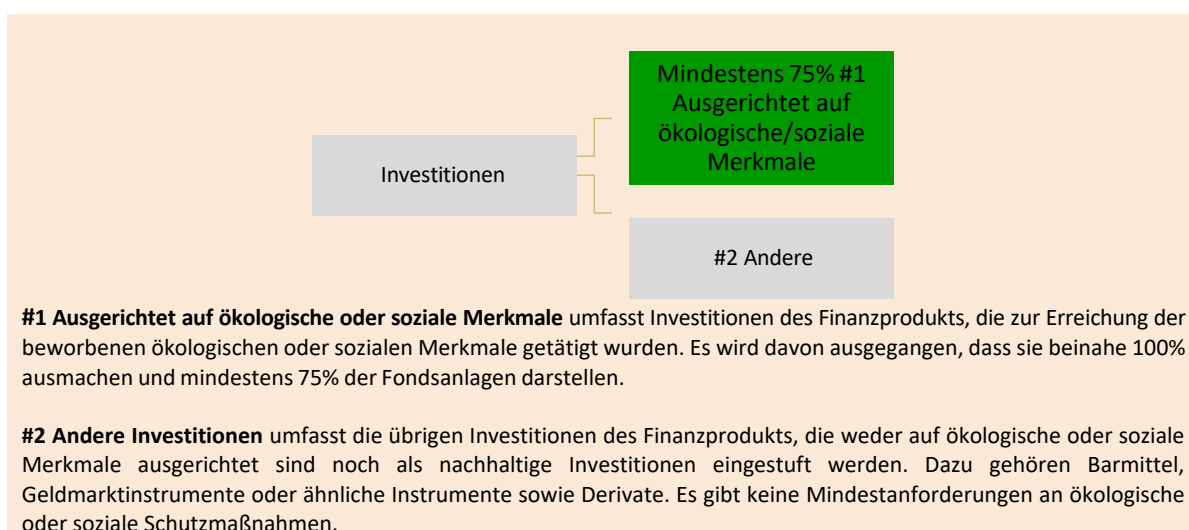 Mindestens 75% #1
Ausgerichtet auf
ökologische/soziale
Merkmale
Investitionen
#2 Andere
#1 Ausgerichtet auf ökologische oder soziale Merkmale umfasst Investitionen des Finanzprodukts, die zur Erreichung der
beworbenen ökologischen oder sozialen Merkmale getätigt wurden. Es wird davon ausgegangen, dass sie beinahe 100%
ausmachen und mindestens 75% der Fondsanlagen darstellen.
#2 Andere Investitionen umfasst die übrigen Investitionen des Finanzprodukts, die weder auf ökologische oder soziale
Merkmale ausgerichtet sind noch als nachhaltige Investitionen eingestuft werden. Dazu gehören Barmittel,
Geldmarktinstrumente oder ähnliche Instrumente sowie Derivate. Es gibt keine Mindestanforderungen an ökologische
oder soziale Schutzmaßnahmen.